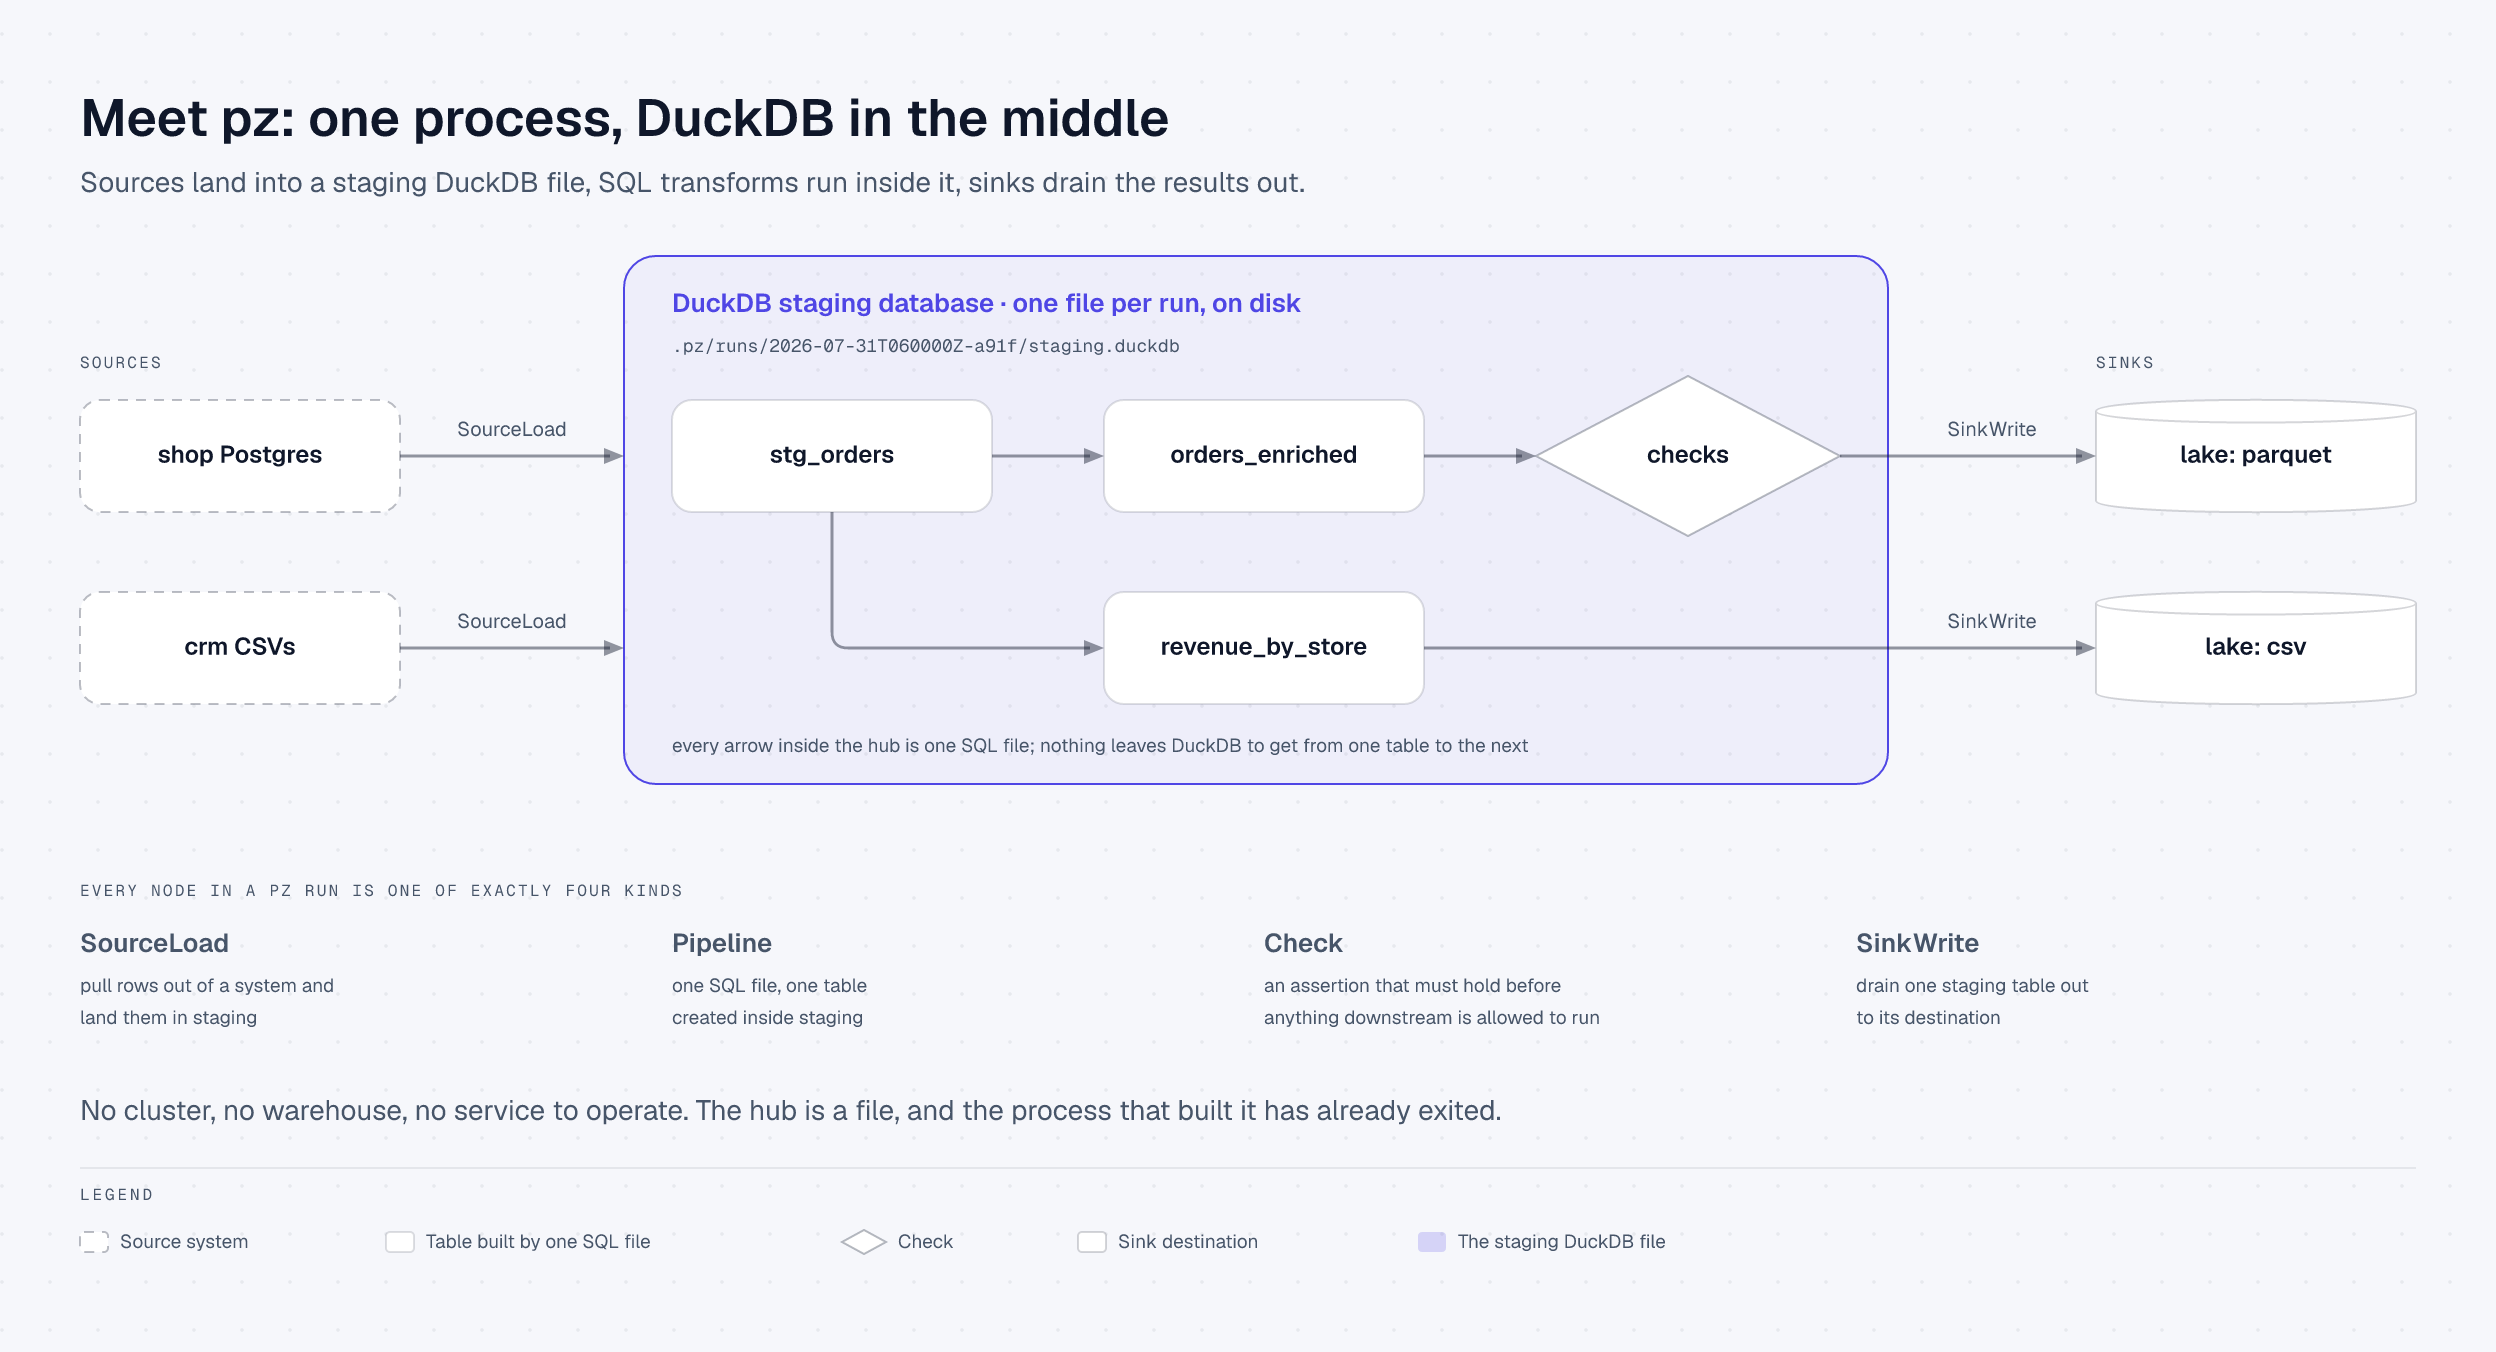 Meet pz: one process, DuckDB in the middle
Sources land into a staging DuckDB file, SQL transforms run inside it, sinks drain the results out.
DuckDB staging database · one file per run, on disk
.pz/runs/2026-07-31T060000Z-a91f/staging.duckdb
SOURCES
SINKS
shop Postgres
SourceLoad
stg_orders
orders_enriched
checks
SinkWrite
lake: parquet
crm CSVs
SourceLoad
revenue_by_store
SinkWrite
lake: csv
every arrow inside the hub is one SQL file; nothing leaves DuckDB to get from one table to the next
EVERY NODE IN A PZ RUN IS ONE OF EXACTLY FOUR KINDS
SourceLoad
pull rows out of a system and
land them in staging
Pipeline
one SQL file, one table
created inside staging
Check
an assertion that must hold before
anything downstream is allowed to run
SinkWrite
drain one staging table out
to its destination
No cluster, no warehouse, no service to operate. The hub is a file, and the process that built it has already exited.
LEGEND
Source system
Table built by one SQL file
Check
Sink destination
The staging DuckDB file